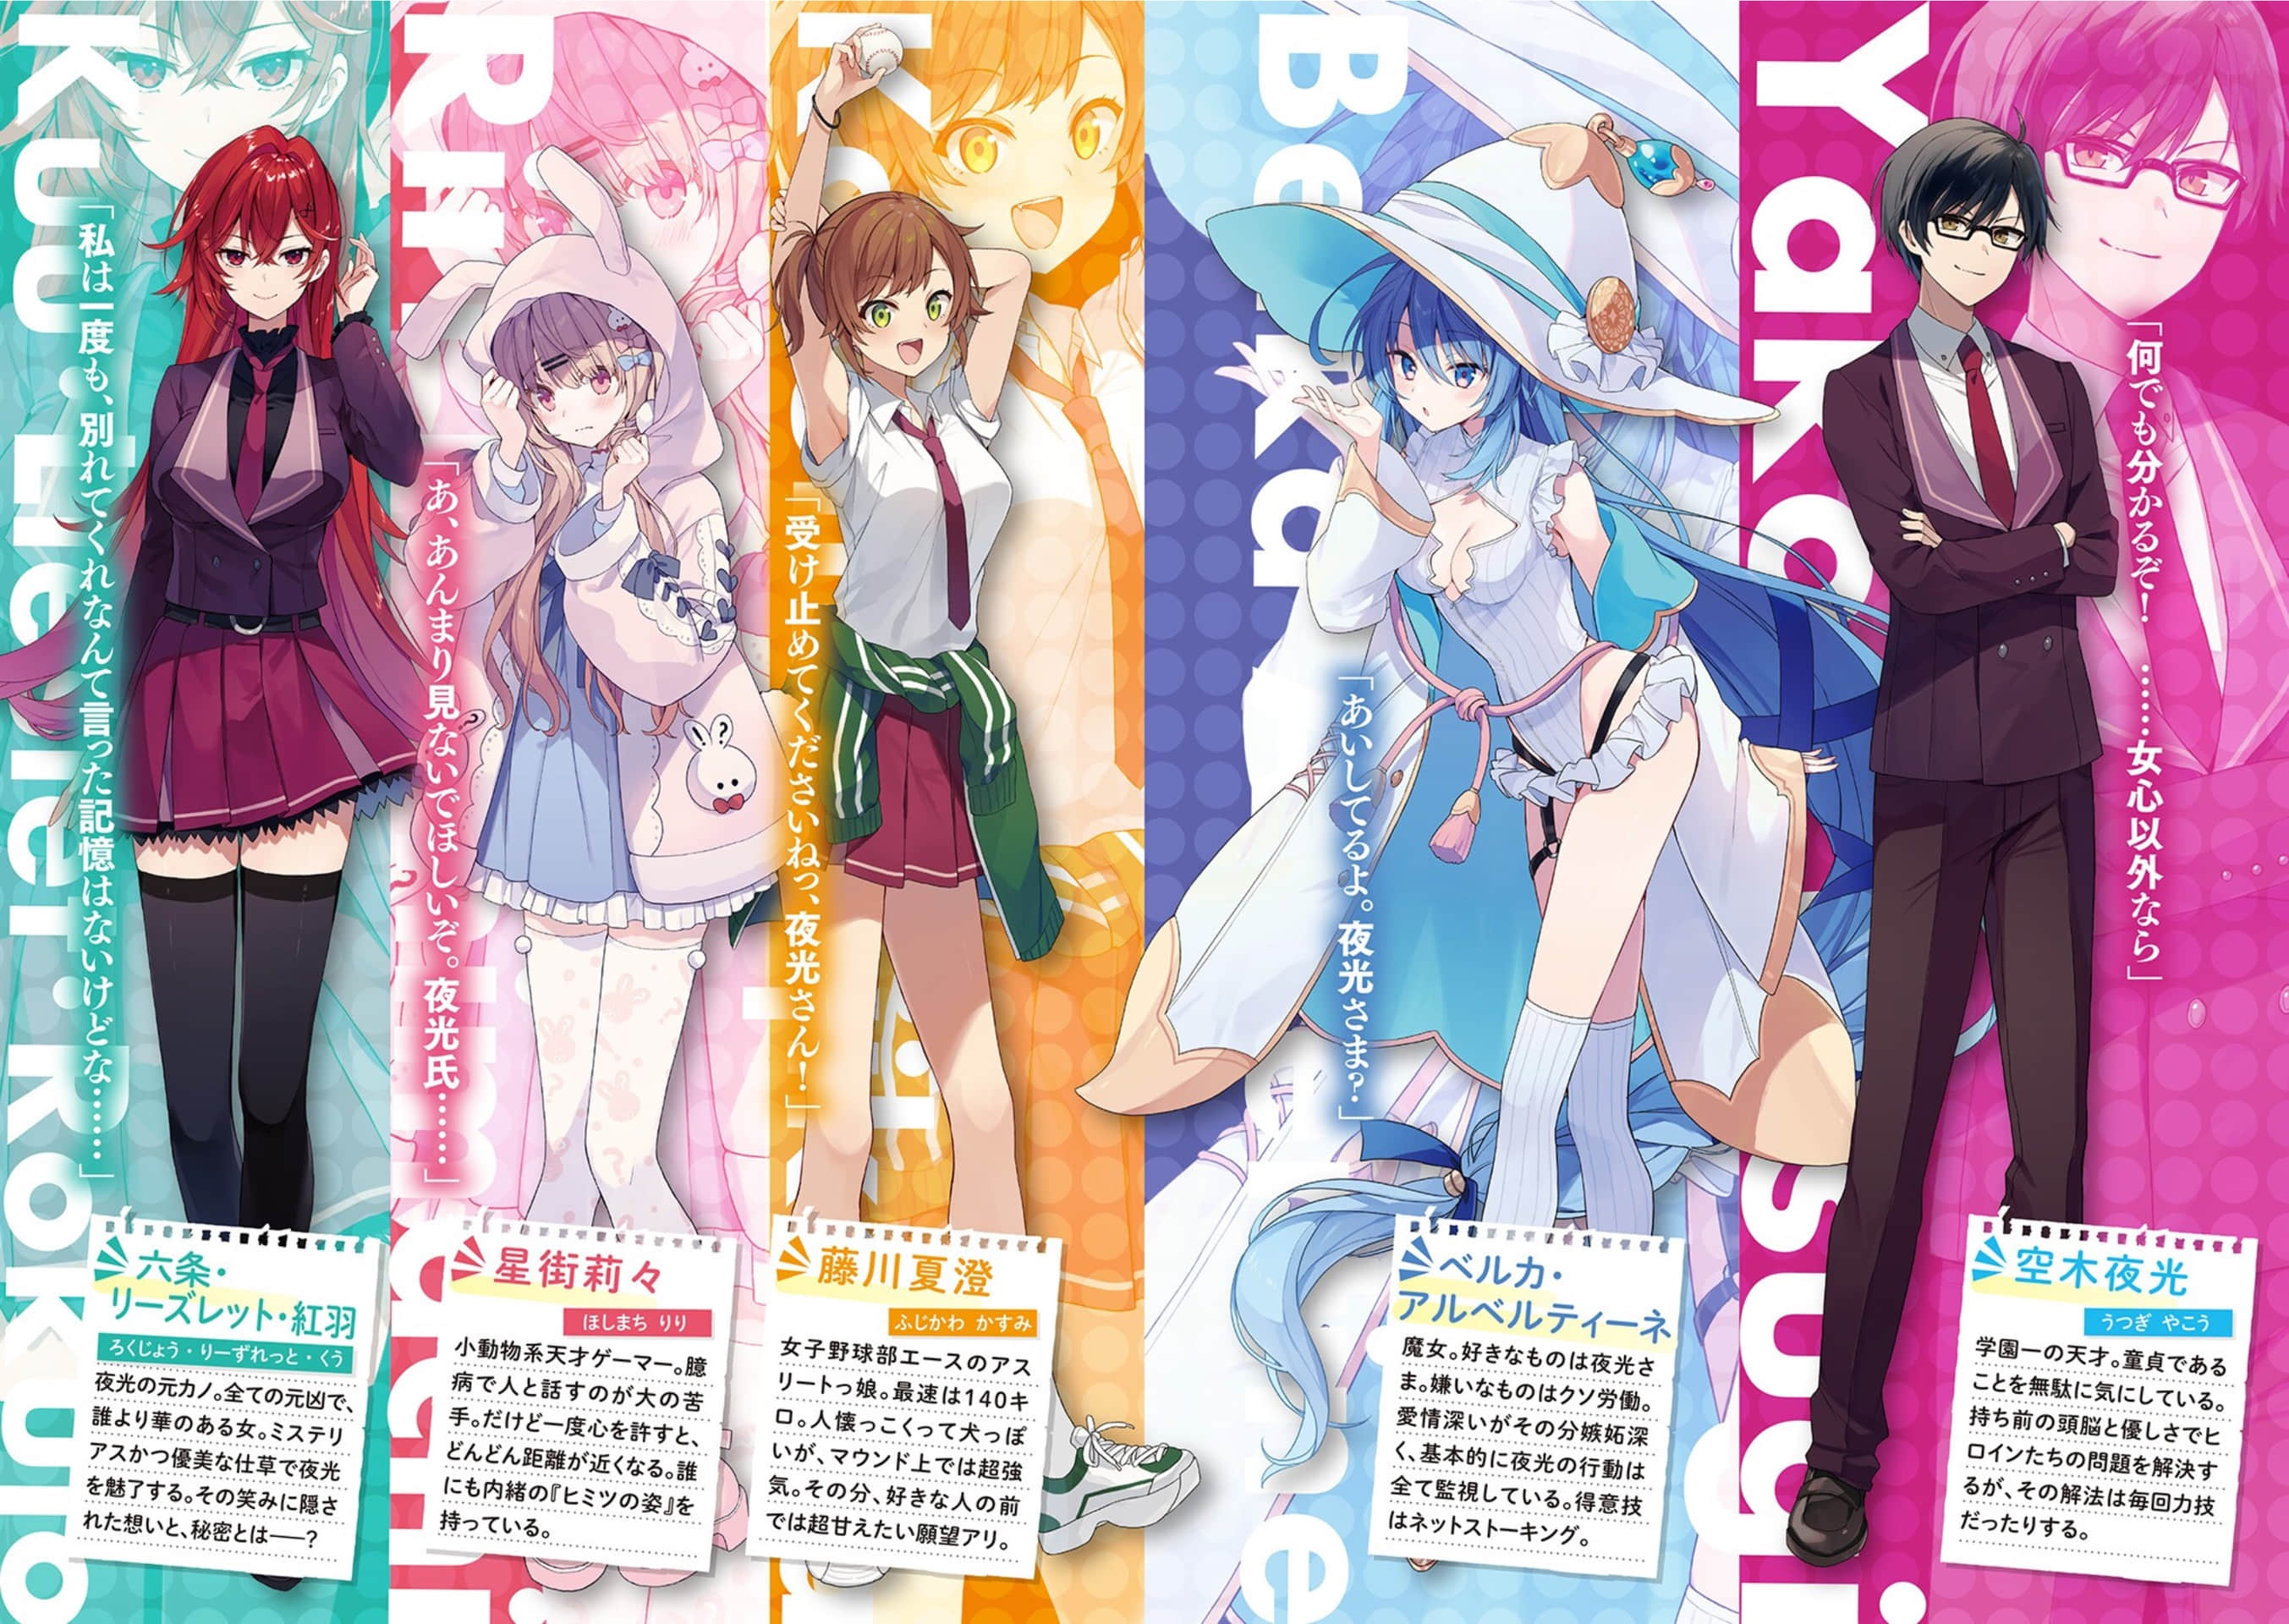 Yakou Utsugi
「何でも分かるぞ！　……女心以外なら」
空木夜光
うつぎ やこう
学園一の天才。童貞である
ことを無駄に気にしている。
持ち前の頭脳と優しさでヒ
ロインたちの問題を解決す
るが、その解法は毎回力技
だったりする。
「あいしてるよ。夜光さま？」
ベルカ・
アルベルティーネ
魔女。好きなものは夜光さ
ま。嫌いなものはクソ労働。
愛情深いがその分嫉妬深
く、基本的に夜光の行動は
全て監視している。得意技
はネットストーキング。
「受け止めてくださいねっ、夜光さん！」
藤川夏澄
ふじかわ かすみ
女子野球部エースのアス
リートっ娘。最速は140キ
ロ。人懐っこくって犬っぽ
いが、マウンド上では超強
気。その分、好きな人の前
では超甘えたい願望アリ。
「あ、あんまり見ないでほしいぞ。夜光氏……」
星街莉々
ほしまち りり
小動物系天才ゲーマー。臆
病で人と話すのが大の苦
手。だけど一度心を許すと、
どんどん距離が近くなる。誰
にも内緒の『ヒミツの姿』を
持っている。
「私は一度も、別れてくれなんて言った記憶はないけどな……」
六条・
リーズレット・紅羽
ろくじょう・りーずれっと・くう
夜光の元カノ。全ての元凶で、
誰より華のある女。ミステリ
アスかつ優美な仕草で夜光
を魅了する。その笑みに隠さ
れた想いと、秘密とは――？